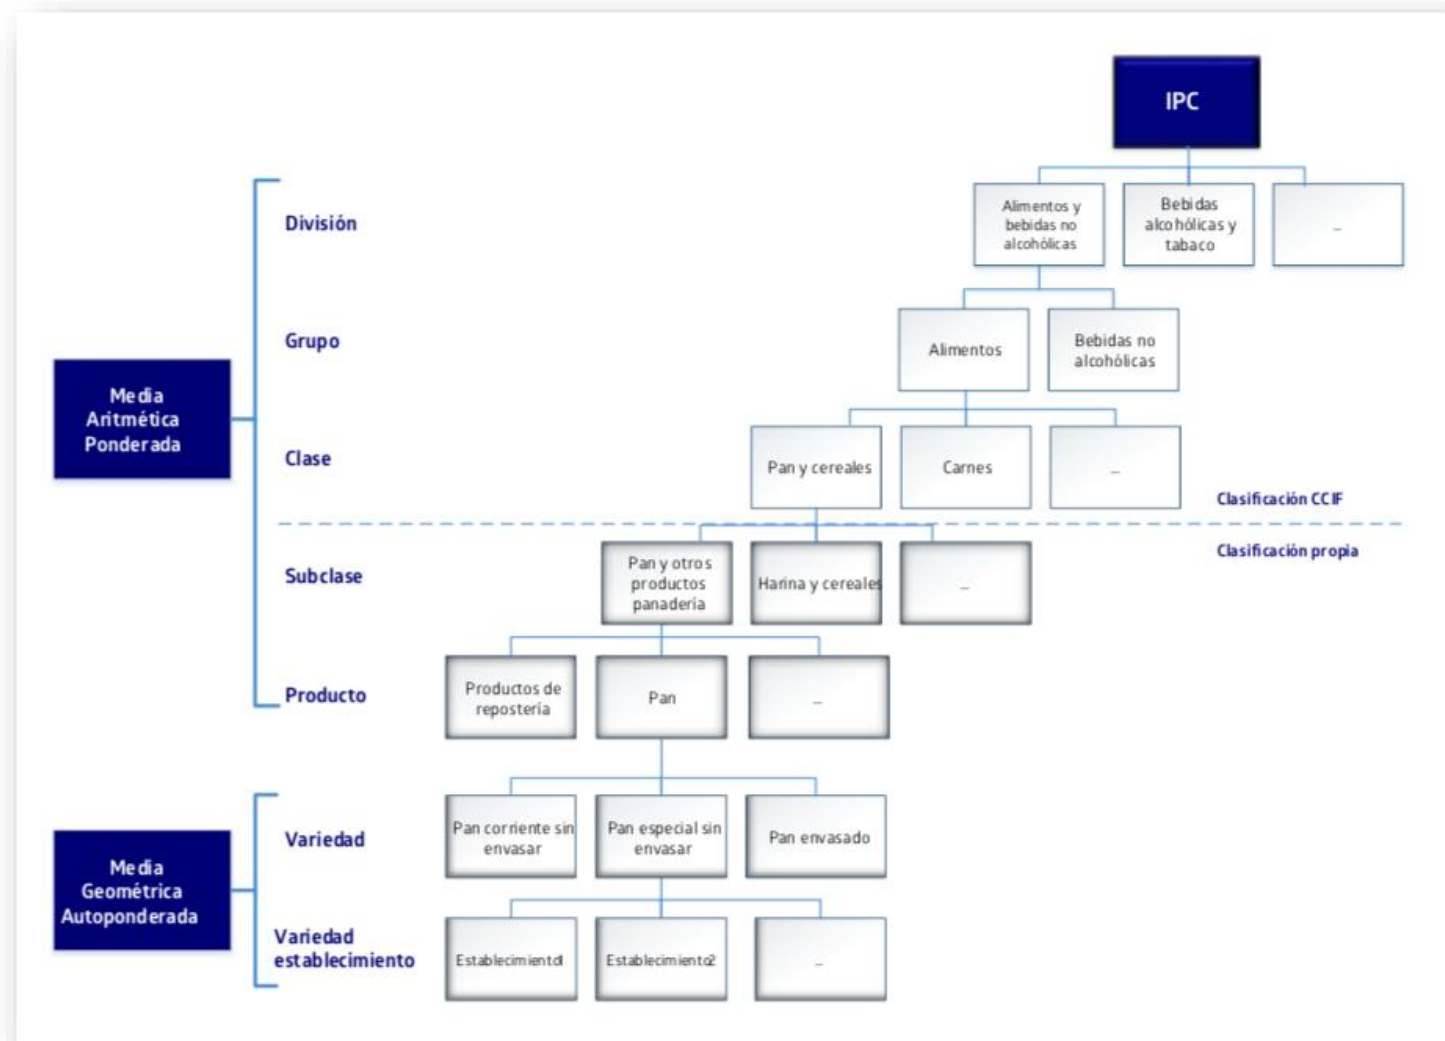 IPC
División
Alimentos y
bebidas no
alcohólicas
Bebidas
alcohólicas y
tabaco
...
Grupo
Alimentos
Bebidas no
alcohólicas
Media
Aritmética
Ponderada
Clase
Pan y cereales
Carnes
...
Clasificación CCIF
Clasificación propia
Subclase
Pan y otros
productos
panadería
Harina y cereales
...
Producto
Productos de
repostería
Pan
...
Variedad
Pan corriente sin
envasar
Pan especial sin
envasar
Pan envasado
Media
Geométrica
Autoponderada
Variedad
establecimiento
Establecimiento1
Establecimiento2
...